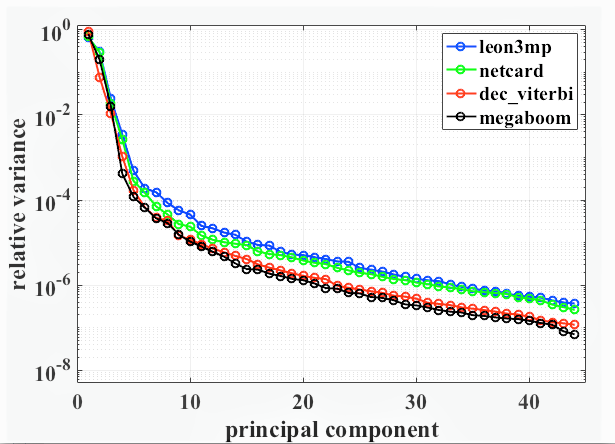 10^0
leon3mp
netcard
dec_viterbi
megaboom
10^-2
10^-4
10^-6
10^-8
relative variance
0 10 20 30 40
principal component